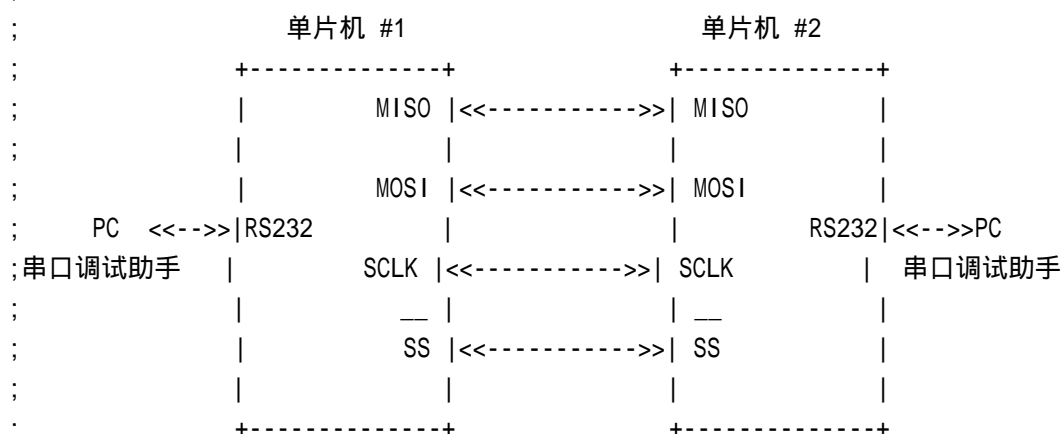 ;                    单片机 #1                      单片机 #2
;                +--------------+                +--------------+
;                |         MISO |<<----------->>| MISO         |
;                |              |                |              |
;                |         MOSI |<<----------->>| MOSI         |
;     PC  <<-->>|RS232         |                |         RS232|<<-->>PC
;串口调试助手   |         SCLK |<<----------->>| SCLK         |  串口调试助手
;                |           __ |                | __           |
;                |           SS |<<----------->>| SS           |
;                |              |                |              |
                 +--------------+                +--------------+